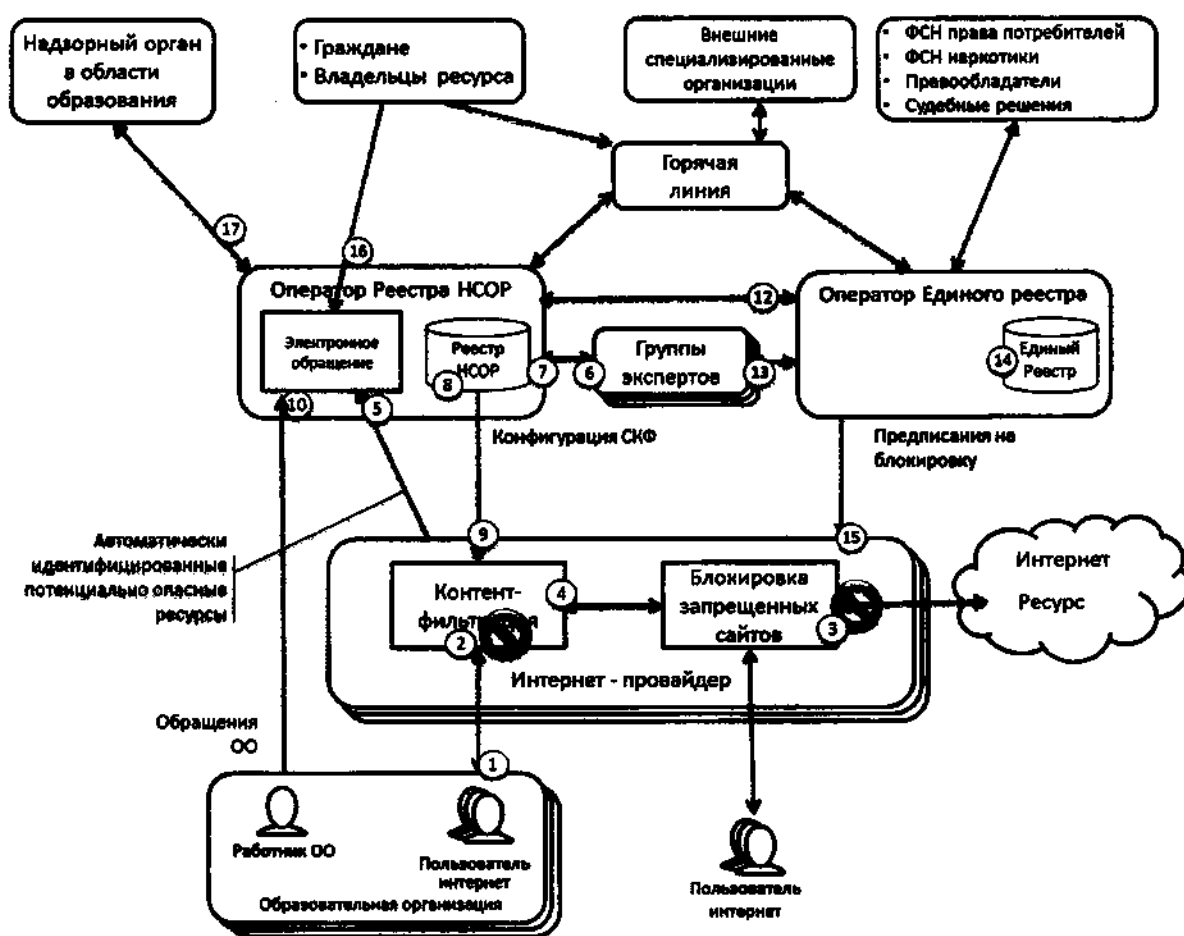 Надзорный орган
в области
образования
• Граждане
• Владельцы ресурса
Внешние
специализированные
организации
• ФСН права потребителей
• ФСН наркотики
• Правообладатели
• Судебные решения
Горячая
линия
17
16
Оператор Реестра НСОР
12
Оператор Единого реестра
Электронное
обращение
Реестр
НСОР
8
7
6
Группы
экспертов
13
14
Единый
Реестр
10
5
Конфигурация СКФ
Предписания на
блокировку
9
15
Автоматически
идентифицированные
потенциально опасные
ресурсы
Контент-
фильтрация
2
4
Блокировка
запрещенных
сайтов
3
Интернет
Ресурс
Интернет - провайдер
Обращения
ОО
1
Работник ОО
Пользователь
интернет
Образовательная организация
Пользователь
интернет